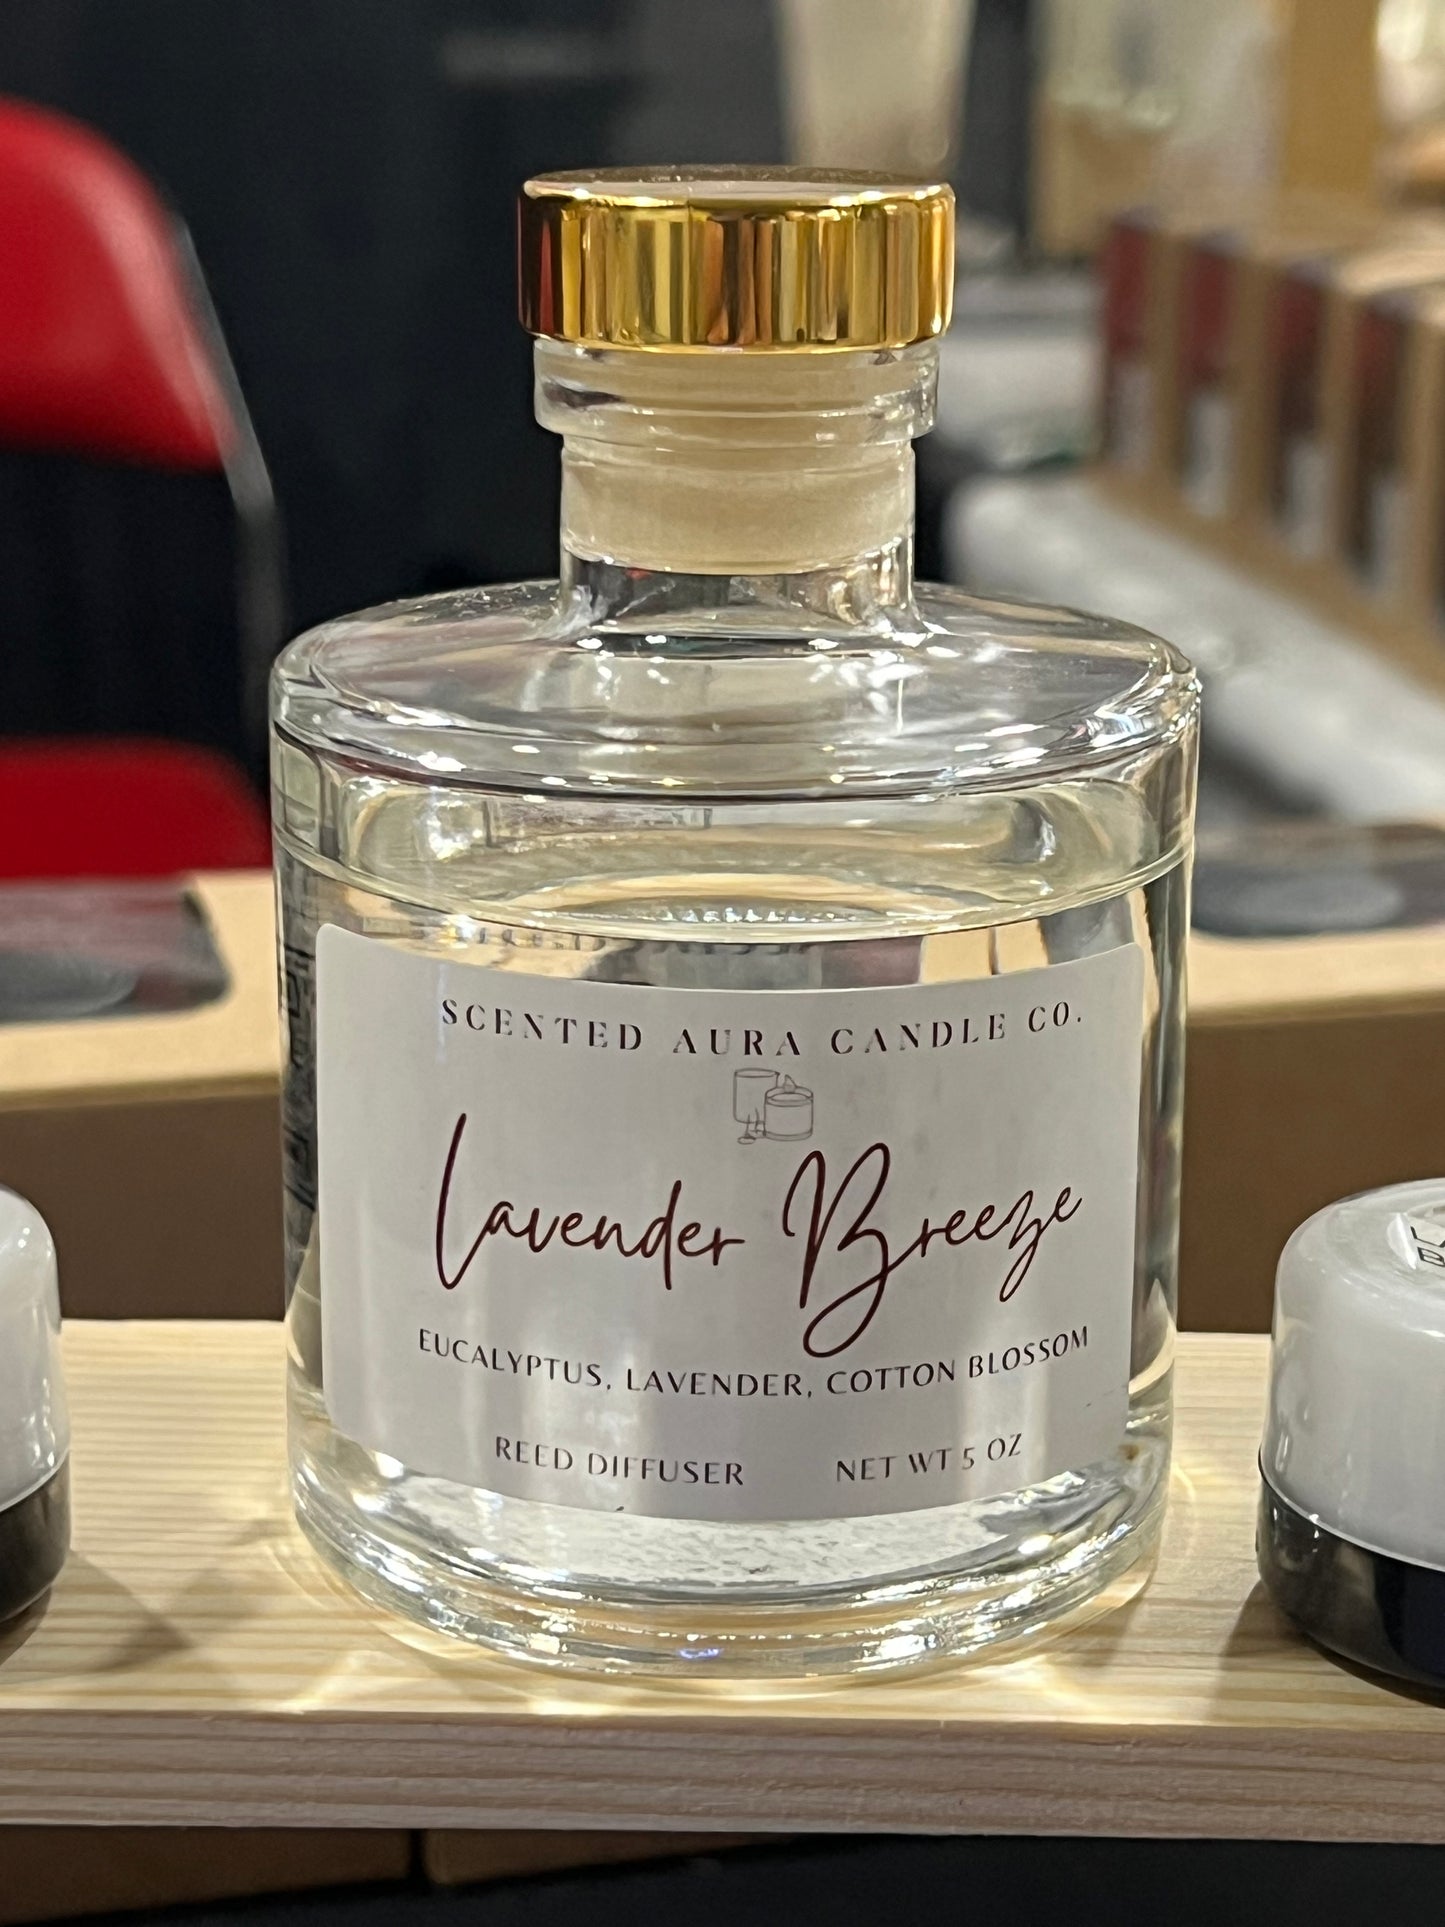 SCENTED AURA CANDLE CO.
Lavender Breeze
EUCALYPTUS, LAVENDER, COTTON BLOSSOM
REED DIFFUSER NET WT 5 OZ